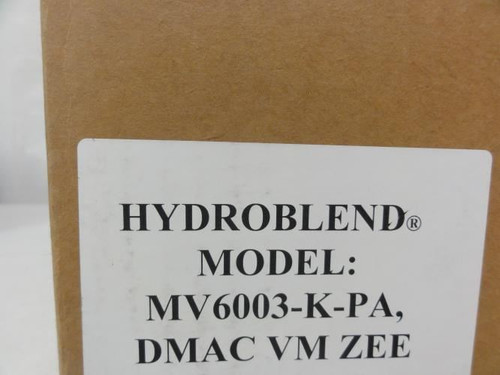 HYDROBLEND®
MODEL:
MV6003-K-PA,
DMAC VM ZEE